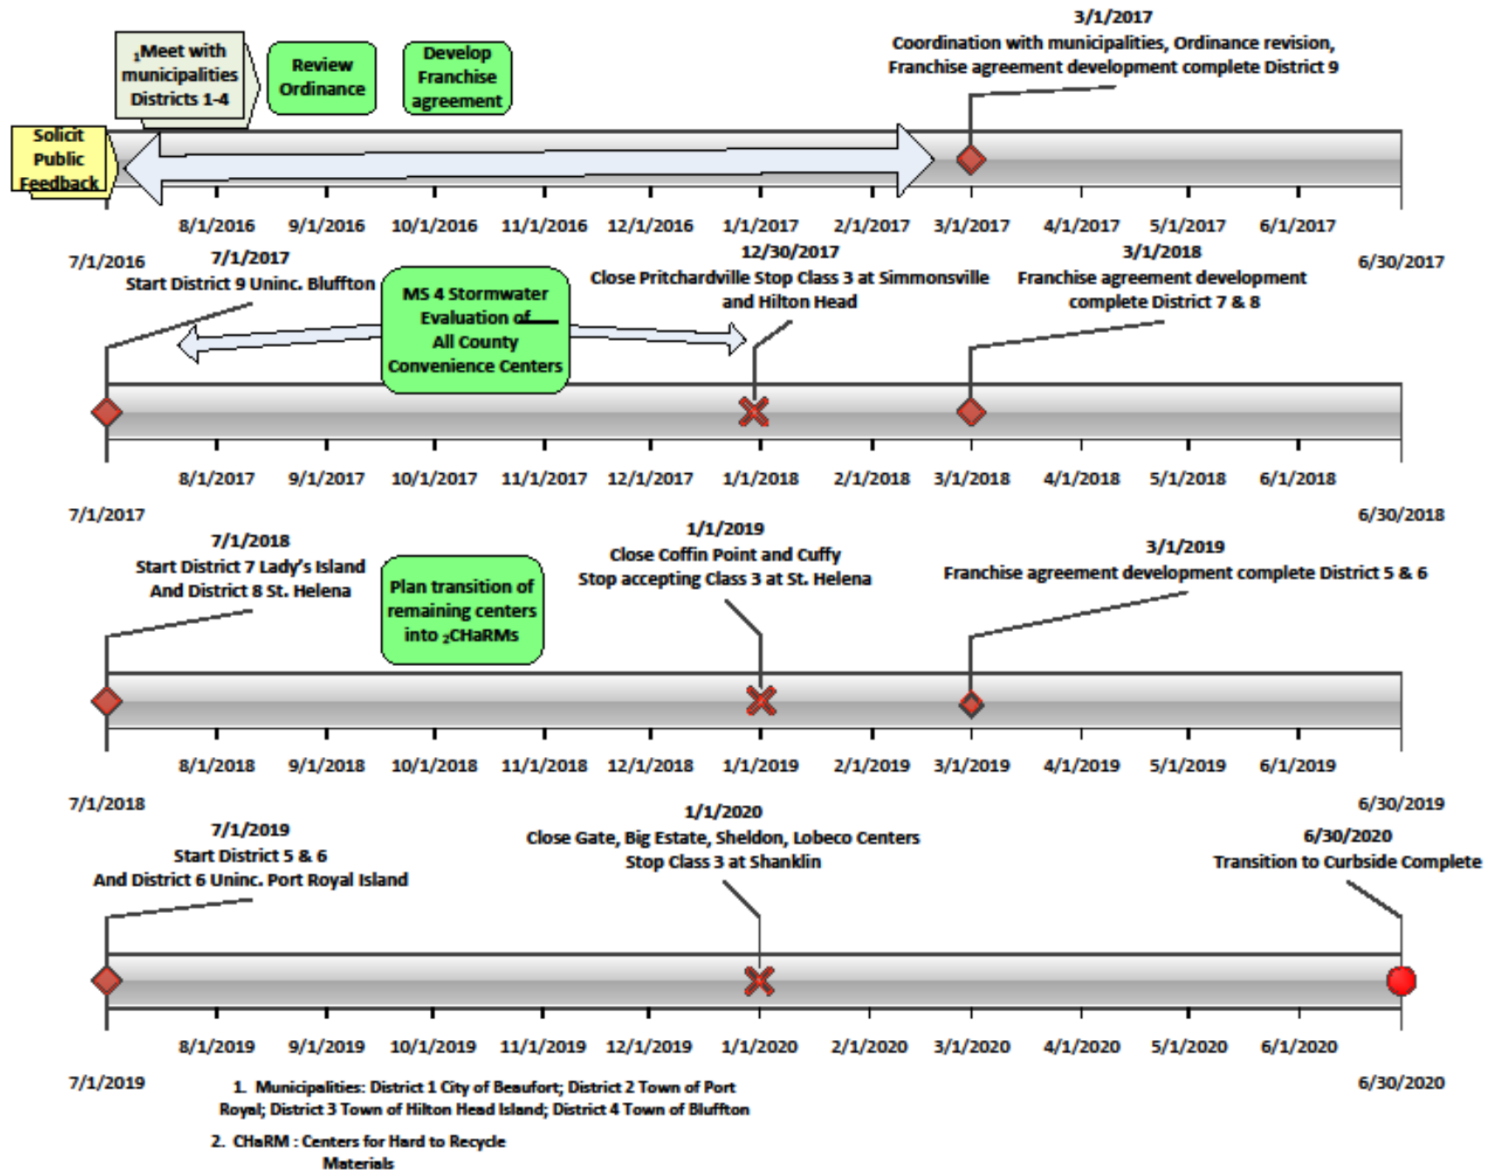 3/1/2017
Coordination with municipalities, Ordinance revision,
Franchise agreement development complete District 9
1Meet with
municipalities
Districts 1-4
Review
Ordinance
Develop
Franchise
agreement
Solicit
Public
Feedback
8/1/2016 9/1/2016 10/1/2016 11/1/2016 12/1/2016 1/1/2017 2/1/2017 3/1/2017 4/1/2017 5/1/2017 6/1/2017
7/1/2016 6/30/2017
7/1/2017
Start District 9 Uninc. Bluffton
MS 4 Stormwater
Evaluation of
All County
Convenience Centers
12/30/2017
Close Pritchardville Stop Class 3 at Simmonsville
and Hilton Head
3/1/2018
Franchise agreement development
complete District 7 & 8
8/1/2017 9/1/2017 10/1/2017 11/1/2017 12/1/2017 1/1/2018 2/1/2018 3/1/2018 4/1/2018 5/1/2018 6/1/2018
7/1/2017 6/30/2018
7/1/2018
Start District 7 Lady's Island
And District 8 St. Helena
Plan transition of
remaining centers
into 2CHaRMs
1/1/2019
Close Coffin Point and Cuffy
Stop accepting Class 3 at St. Helena
3/1/2019
Franchise agreement development complete District 5 & 6
8/1/2018 9/1/2018 10/1/2018 11/1/2018 12/1/2018 1/1/2019 2/1/2019 3/1/2019 4/1/2019 5/1/2019 6/1/2019
7/1/2018 6/30/2019
7/1/2019
Start District 5 & 6
And District 6 Uninc. Port Royal Island
1/1/2020
Close Gate, Big Estate, Sheldon, Lobeco Centers
Stop Class 3 at Shanklin
6/30/2020
Transition to Curbside Complete
8/1/2019 9/1/2019 10/1/2019 11/1/2019 12/1/2019 1/1/2020 2/1/2020 3/1/2020 4/1/2020 5/1/2020 6/1/2020
7/1/2019 6/30/2020
1. Municipalities: District 1 City of Beaufort; District 2 Town of Port
Royal; District 3 Town of Hilton Head Island; District 4 Town of Bluffton
2. CHaRM : Centers for Hard to Recycle
Materials